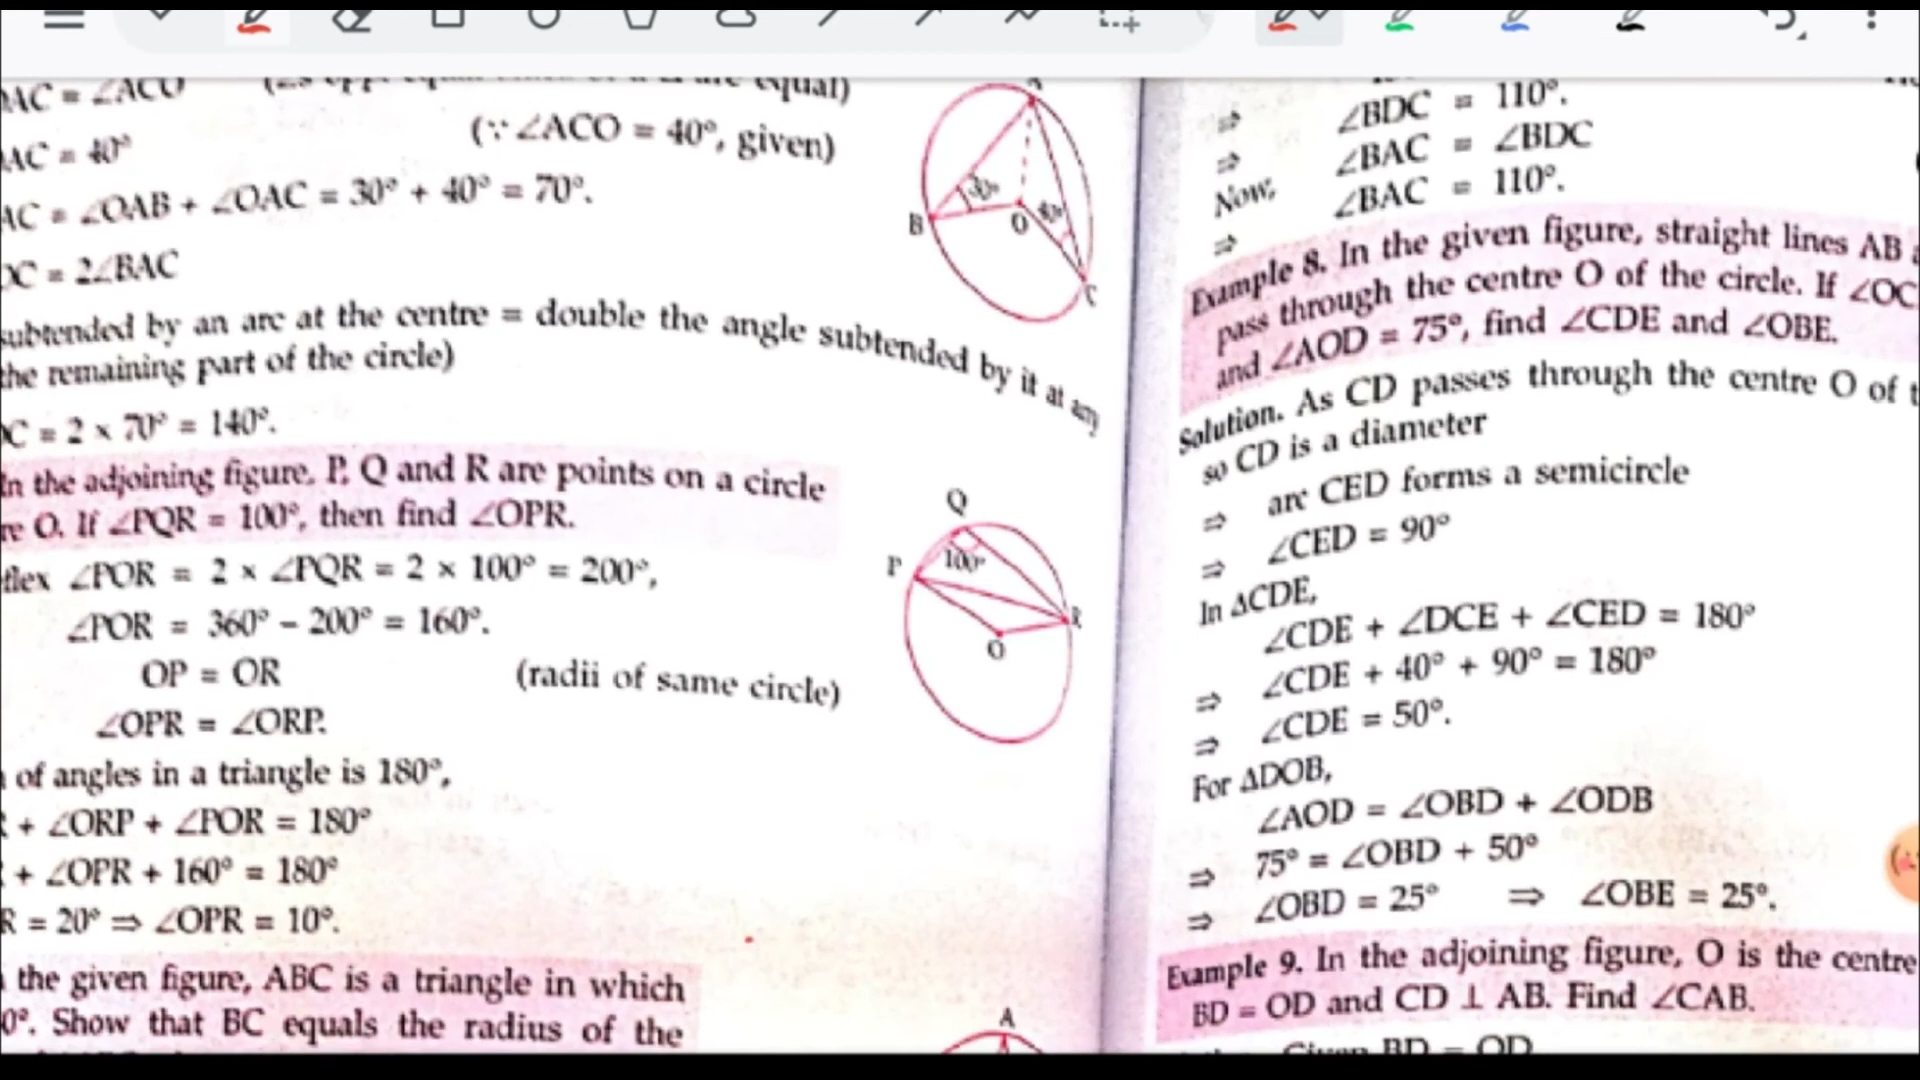 AC = ∠ACO
AC = 40°
(∵ ∠ACO = 40°, given)
AC = ∠OAB + ∠OAC = 30° + 40° = 70°.
C = 2∠BAC
subtended by an arc at the centre = double the angle subtended by it at any
the remaining part of the circle)
C = 2 × 70° = 140°.
B
O
C
30°
40°
In the adjoining figure, P, Q and R are points on a circle
re O. If ∠PQR = 100°, then find ∠OPR.
flex ∠POR = 2 × ∠PQR = 2 × 100° = 200°,
∠POR = 360° – 200° = 160°.
OP = OR (radii of same circle)
∠OPR = ∠ORP.
of angles in a triangle is 180°,
+ ∠ORP + ∠POR = 180°
+ ∠OPR + 160° = 180°
R = 20° ⇒ ∠OPR = 10°.
Q
P
100°
R
O
the given figure, ABC is a triangle in which
0°. Show that BC equals the radius of the
A
⇒ ∠BDC = 110°.
⇒ ∠BAC = ∠BDC
Now, ∠BAC = 110°.
⇒
Example 8. In the given figure, straight lines AB
pass through the centre O of the circle. If ∠OC
and ∠AOD = 75°, find ∠CDE and ∠OBE.
Solution. As CD passes through the centre O of t
so CD is a diameter
⇒ arc CED forms a semicircle
⇒ ∠CED = 90°
In ΔCDE,
∠CDE + ∠DCE + ∠CED = 180°
⇒ ∠CDE + 40° + 90° = 180°
⇒ ∠CDE = 50°.
For ΔDOB,
∠AOD = ∠OBD + ∠ODB
⇒ 75° = ∠OBD + 50°
⇒ ∠OBD = 25° ⇒ ∠OBE = 25°.
Example 9. In the adjoining figure, O is the centre
BD = OD and CD ⊥ AB. Find ∠CAB.
Given BD = OD